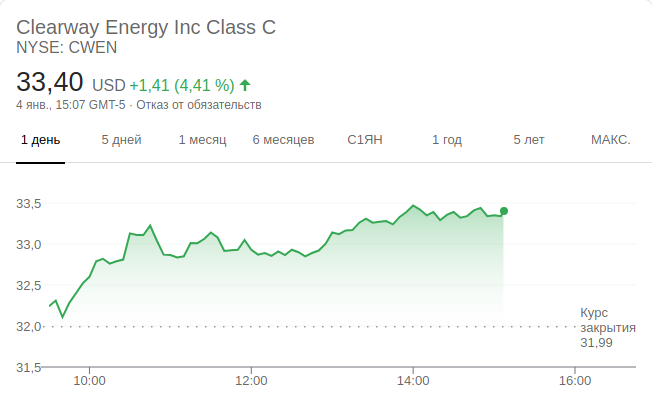 Clearway Energy Inc Class C
NYSE: CWEN
33,40 USD +1,41 (4,41 %)
4 янв., 15:07 GMT-5 · Отказ от обязательств
1 день 5 дней 1 месяц 6 месяцев С1ЯН 1 год 5 лет МАКС.
33,5
33,0
32,5
32,0
31,5
Курс
закрытия
31,99
10:00 12:00 14:00 16:00